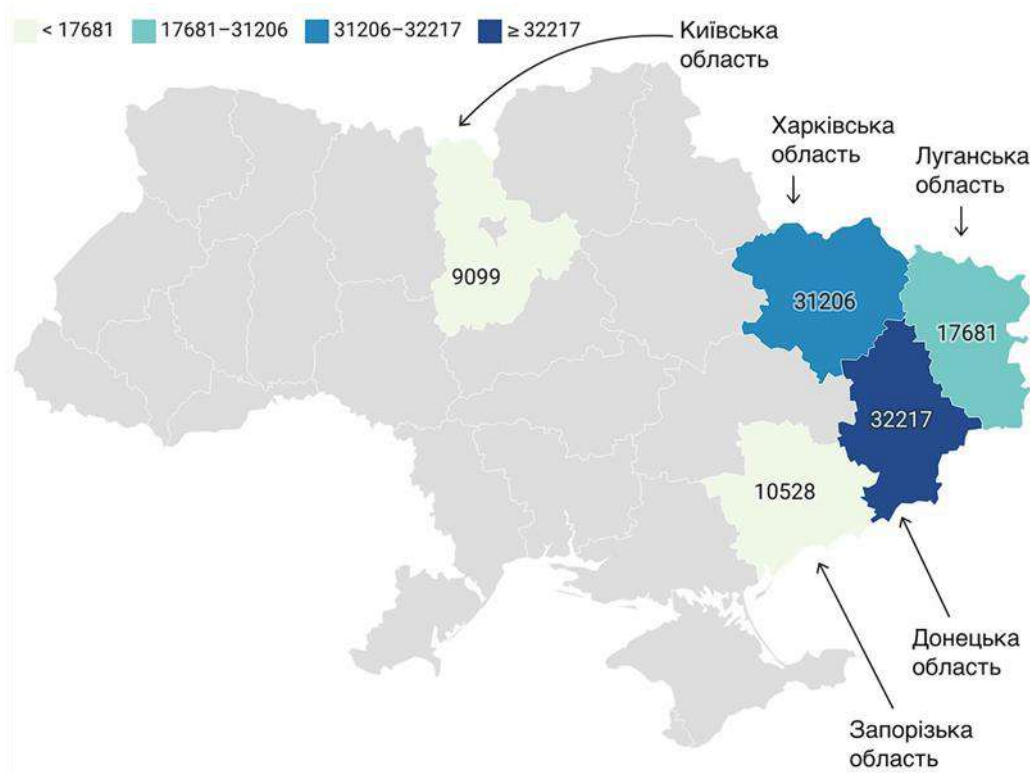 < 17681 17681–31206 31206–32217 ≥ 32217
Київська
область
Харківська
область
Луганська
область
9099
31206
17681
32217
10528
Донецька
область
Запорізька
область